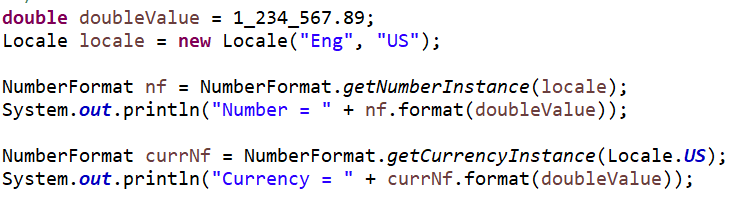 double doubleValue = 1_234_567.89;
Locale locale = new Locale("Eng", "US");
NumberFormat nf = NumberFormat.getNumberInstance(locale);
System.out.println("Number = " + nf.format(doubleValue));
NumberFormat currNf = NumberFormat.getCurrencyInstance(Locale.US);
System.out.println("Currency = " + currNf.format(doubleValue));